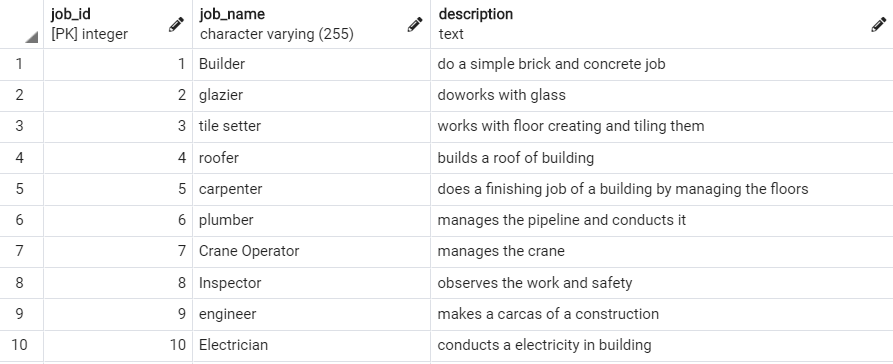 job_id job_name description
[PK] integer character varying (255) text
1 1 Builder do a simple brick and concrete job
2 2 glazier doworks with glass
3 3 tile setter works with floor creating and tiling them
4 4 roofer builds a roof of building
5 5 carpenter does a finishing job of a building by managing the floors
6 6 plumber manages the pipeline and conducts it
7 7 Crane Operator manages the crane
8 8 Inspector observes the work and safety
9 9 engineer makes a carcas of a construction
10 10 Electrician conducts a electricity in building